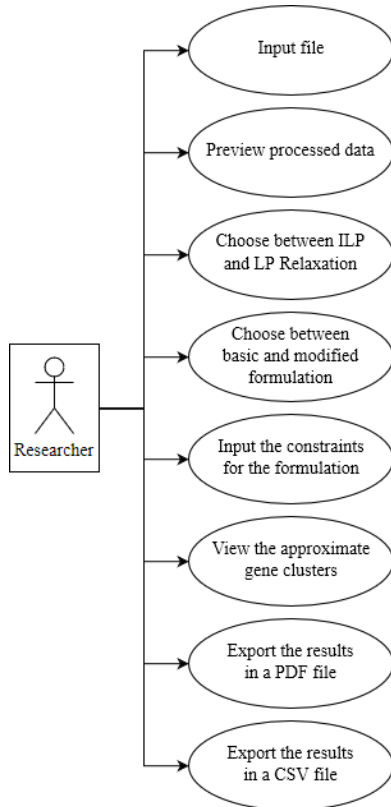 Input file
Preview processed data
Choose between ILP
and LP Relaxation
Choose between
basic and modified
formulation
Researcher
Input the constraints
for the formulation
View the approximate
gene clusters
Export the results
in a PDF file
Export the results
in a CSV file